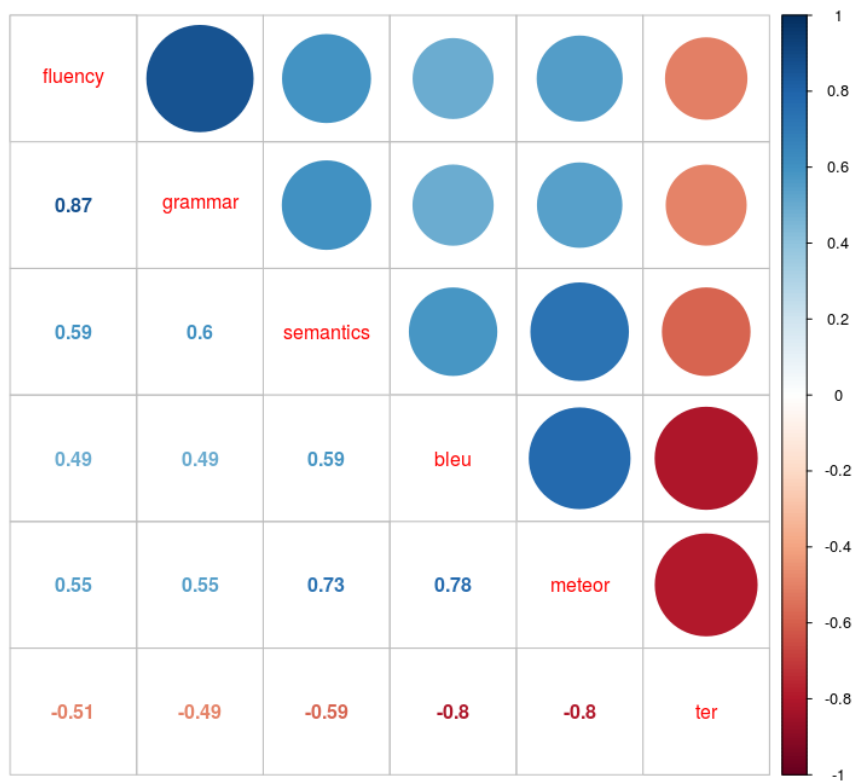 fluency
0.87 grammar
0.59 0.6 semantics
0.49 0.49 0.59 bleu
0.55 0.55 0.73 0.78 meteor
-0.51 -0.49 -0.59 -0.8 -0.8 ter
1
0.8
0.6
0.4
0.2
0
-0.2
-0.4
-0.6
-0.8
-1